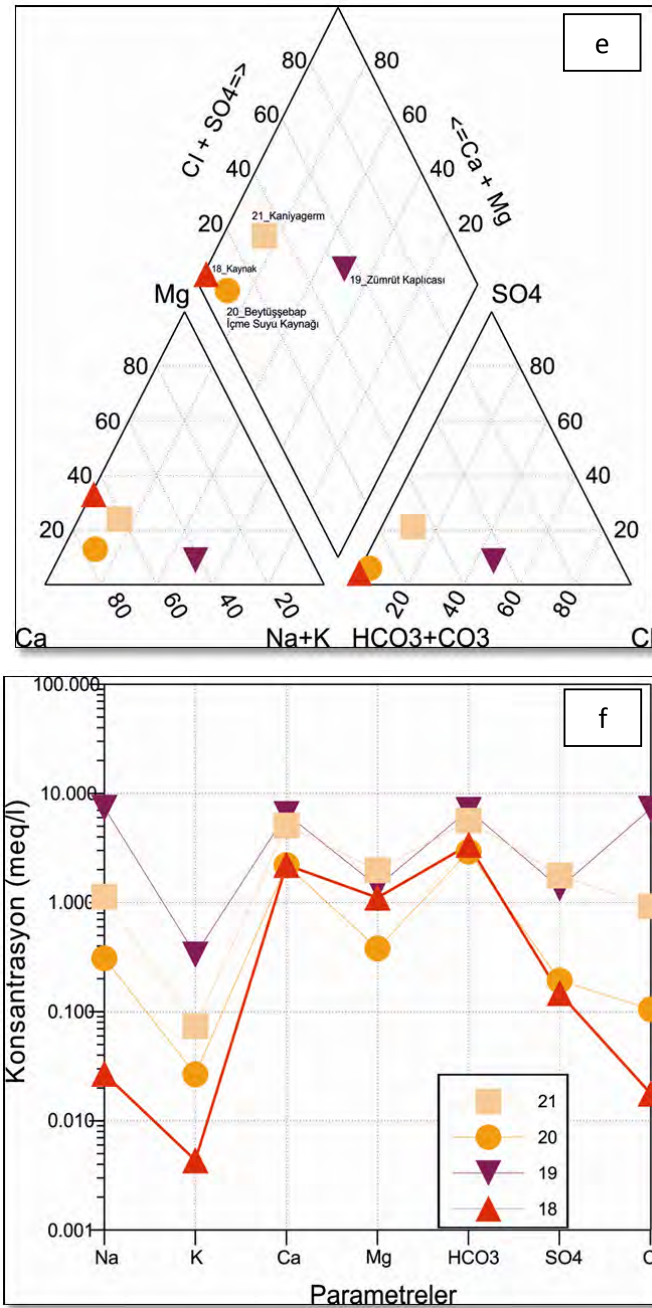 e
80
80
Cl + SO4=>
<=Ca + Mg
60
60
40
40
20
20
21_Kaniyagerm
18_Kaynak
19_Zümrüt Kaplıcası
20_Beytüşşebap
İçme Suyu Kaynağı
Mg
SO4
80
80
60
60
40
40
20
20
80
60
40
20
20
40
60
80
Ca
Na+K
HCO3+CO3
Cl
f
Konsantrasyon (meq/l)
100.000
10.000
1.000
0.100
0.010
0.001
21
20
19
18
Na
K
Ca
Mg
HCO3
SO4
C
Parametreler